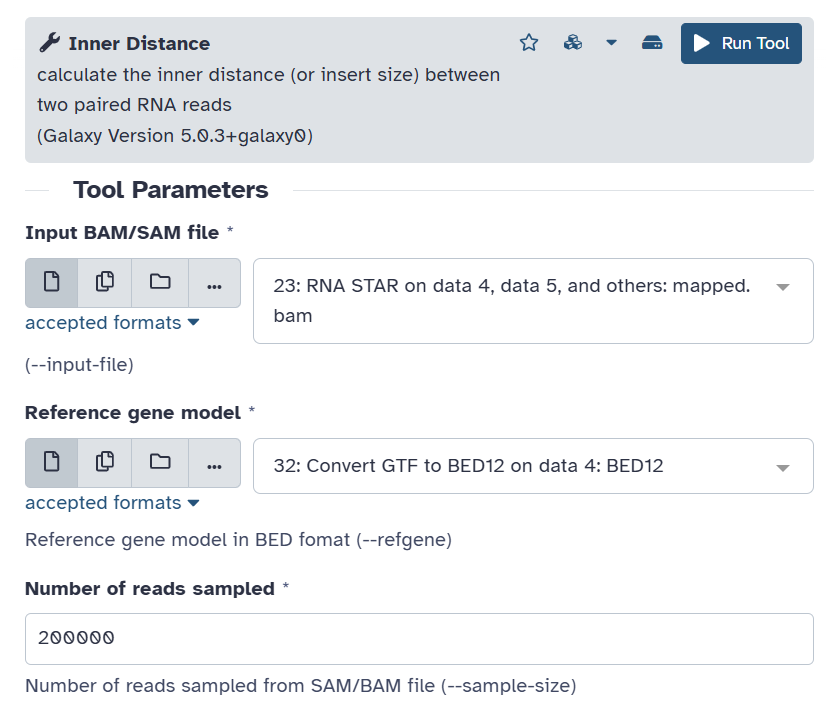 Inner Distance
Run Tool
calculate the inner distance (or insert size) between
two paired RNA reads
(Galaxy Version 5.0.3+galaxy0)
Tool Parameters
Input BAM/SAM file *
...
23: RNA STAR on data 4, data 5, and others: mapped.
bam
accepted formats
(--input-file)
Reference gene model *
...
32: Convert GTF to BED12 on data 4: BED12
accepted formats
Reference gene model in BED fomat (--refgene)
Number of reads sampled *
200000
Number of reads sampled from SAM/BAM file (--sample-size)